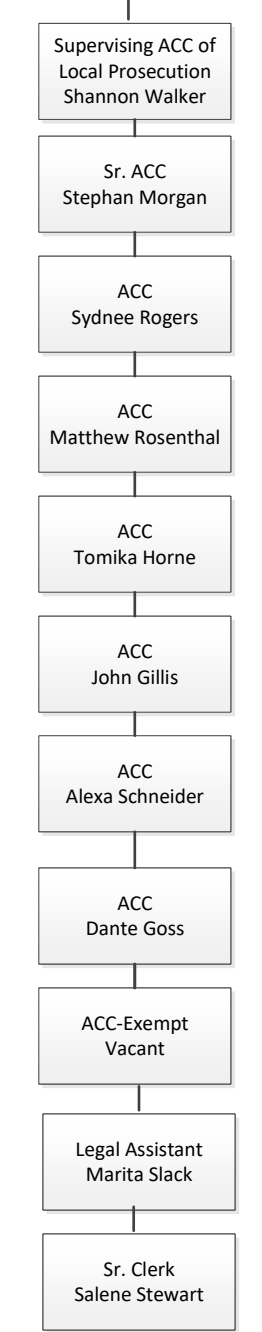 Supervising ACC of
Local Prosecution
Shannon Walker
Sr. ACC
Stephan Morgan
ACC
Sydnee Rogers
ACC
Matthew Rosenthal
ACC
Tomika Horne
ACC
John Gillis
ACC
Alexa Schneider
ACC
Dante Goss
ACC-Exempt
Vacant
Legal Assistant
Marita Slack
Sr. Clerk
Salene Stewart